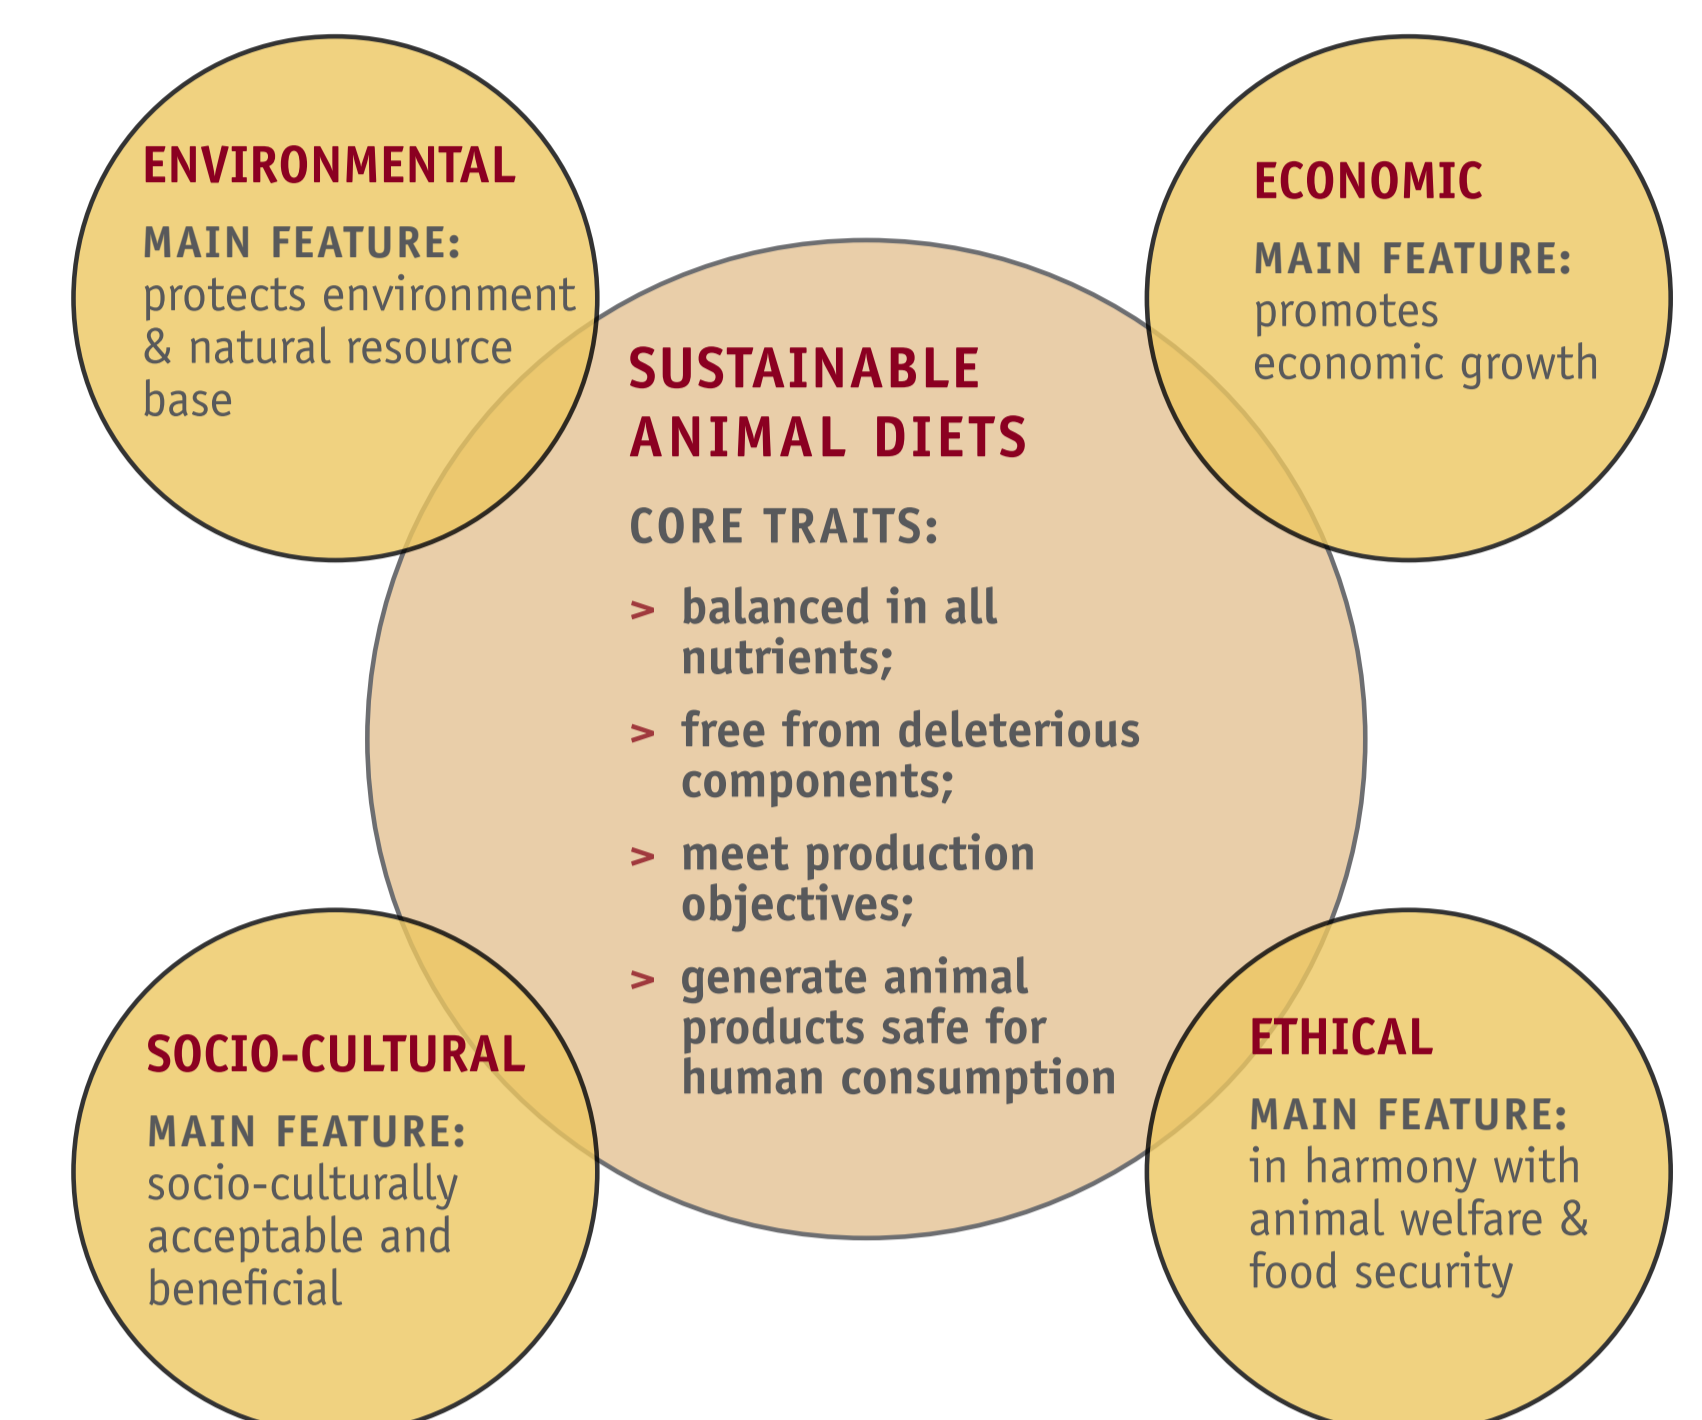 ENVIRONMENTAL
MAIN FEATURE:
protects environment
& natural resource
base
ECONOMIC
MAIN FEATURE:
promotes
economic growth
SUSTAINABLE
ANIMAL DIETS
CORE TRAITS:
> balanced in all
nutrients;
> free from deleterious
components;
> meet production
objectives;
> generate animal
products safe for
human consumption
SOCIO-CULTURAL
MAIN FEATURE:
socio-culturally
acceptable and
beneficial
ETHICAL
MAIN FEATURE:
in harmony with
animal welfare &
food security